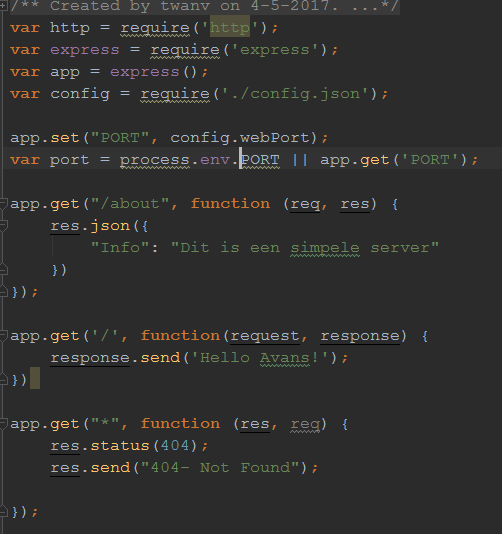 /** Created by twanv on 4-5-2017. ...*/
var http = require('http');
var express = require('express');
var app = express();
var config = require('./config.json');

app.set("PORT", config.webPort);
var port = process.env.PORT || app.get('PORT');

app.get("/about", function (req, res) {
    res.json({
        "Info": "Dit is een simpele server"
    })
});

app.get('/', function(request, response) {
    response.send('Hello Avans!');
})

app.get("*", function (res, req) {
    res.status(404);
    res.send("404- Not Found");

});